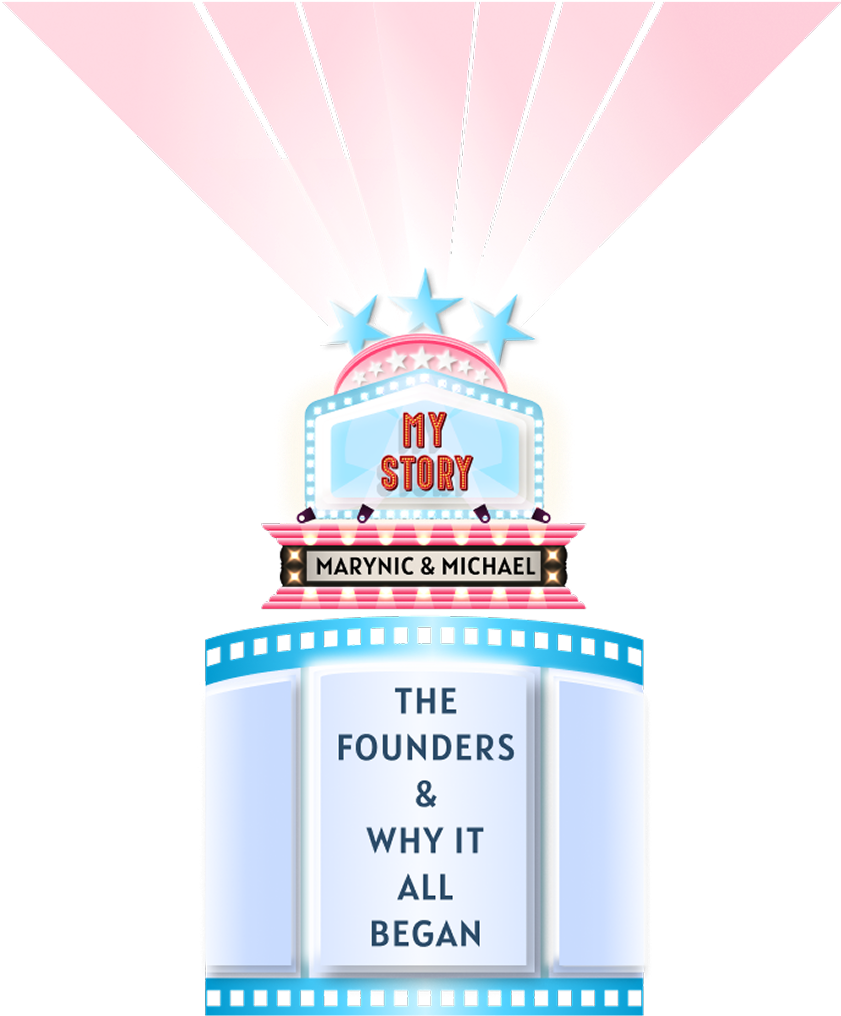 MY
STORY
MARYNIC & MICHAEL
THE
FOUNDERS
&
WHY IT
ALL
BEGAN